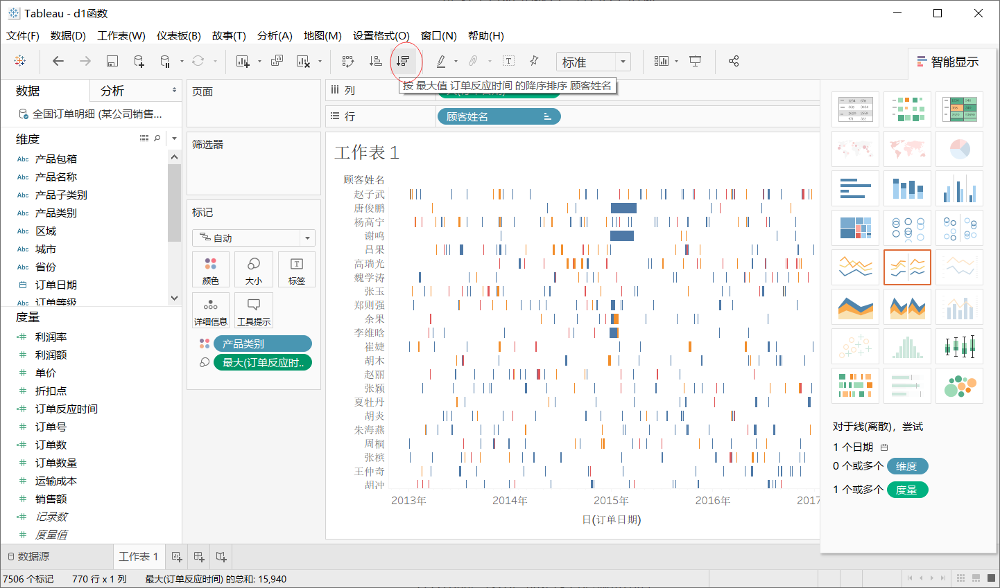 Tableau - d1函数
文件(F) 数据(D) 工作表(W) 仪表板(B) 故事(T) 分析(A) 地图(M) 设置格式(O) 窗口(N) 帮助(H)
标准
智能显示
按 最大值 订单反应时间 的降序排序 顾客姓名
数据 分析
全国订单明细 (某公司销售...
维度
Abc 产品包箱
Abc 产品名称
Abc 产品子类别
Abc 产品类别
Abc 区域
Abc 城市
Abc 省份
订单日期
Abc 订单等级
度量
利润率
利润额
单价
折扣点
订单反应时间
订单号
订单数
订单数量
运输成本
销售额
记录数
度量值
页面
筛选器
标记
自动
颜色 大小 标签
详细信息 工具提示
产品类别
最大(订单反应时..
列
行 顾客姓名
工作表 1
顾客姓名
赵子武
唐俊鹏
杨高宁
谢鸣
吕果
高瑞光
魏学涛
张玉
郑则强
余果
李维晗
崔婕
胡木
赵丽
张颖
夏牡丹
胡炎
朱海燕
周桐
张槟
王仲奇
胡冲
2013年 2014年 2015年 2016年 2017
日(订单日期)
对于线(离散)，尝试
1 个日期
0 个或多个 维度
1 个或多个 度量
数据源 工作表 1
7506 个标记 770 行 x 1 列 最大(订单反应时间) 的总和: 15,940